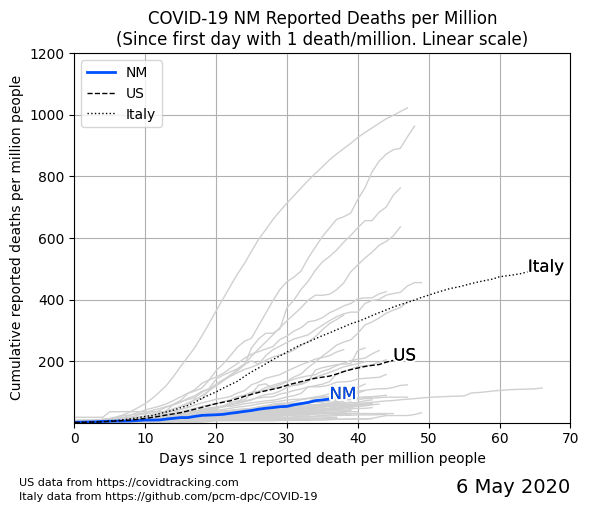 COVID-19 NM Reported Deaths per Million
(Since first day with 1 death/million. Linear scale)
Cumulative reported deaths per million people
1200
1000
800
600
400
200
NM
US
Italy
Italy
US
NM
0 10 20 30 40 50 60 70
Days since 1 reported death per million people
US data from https://covidtracking.com
Italy data from https://github.com/pcm-dpc/COVID-19
6 May 2020